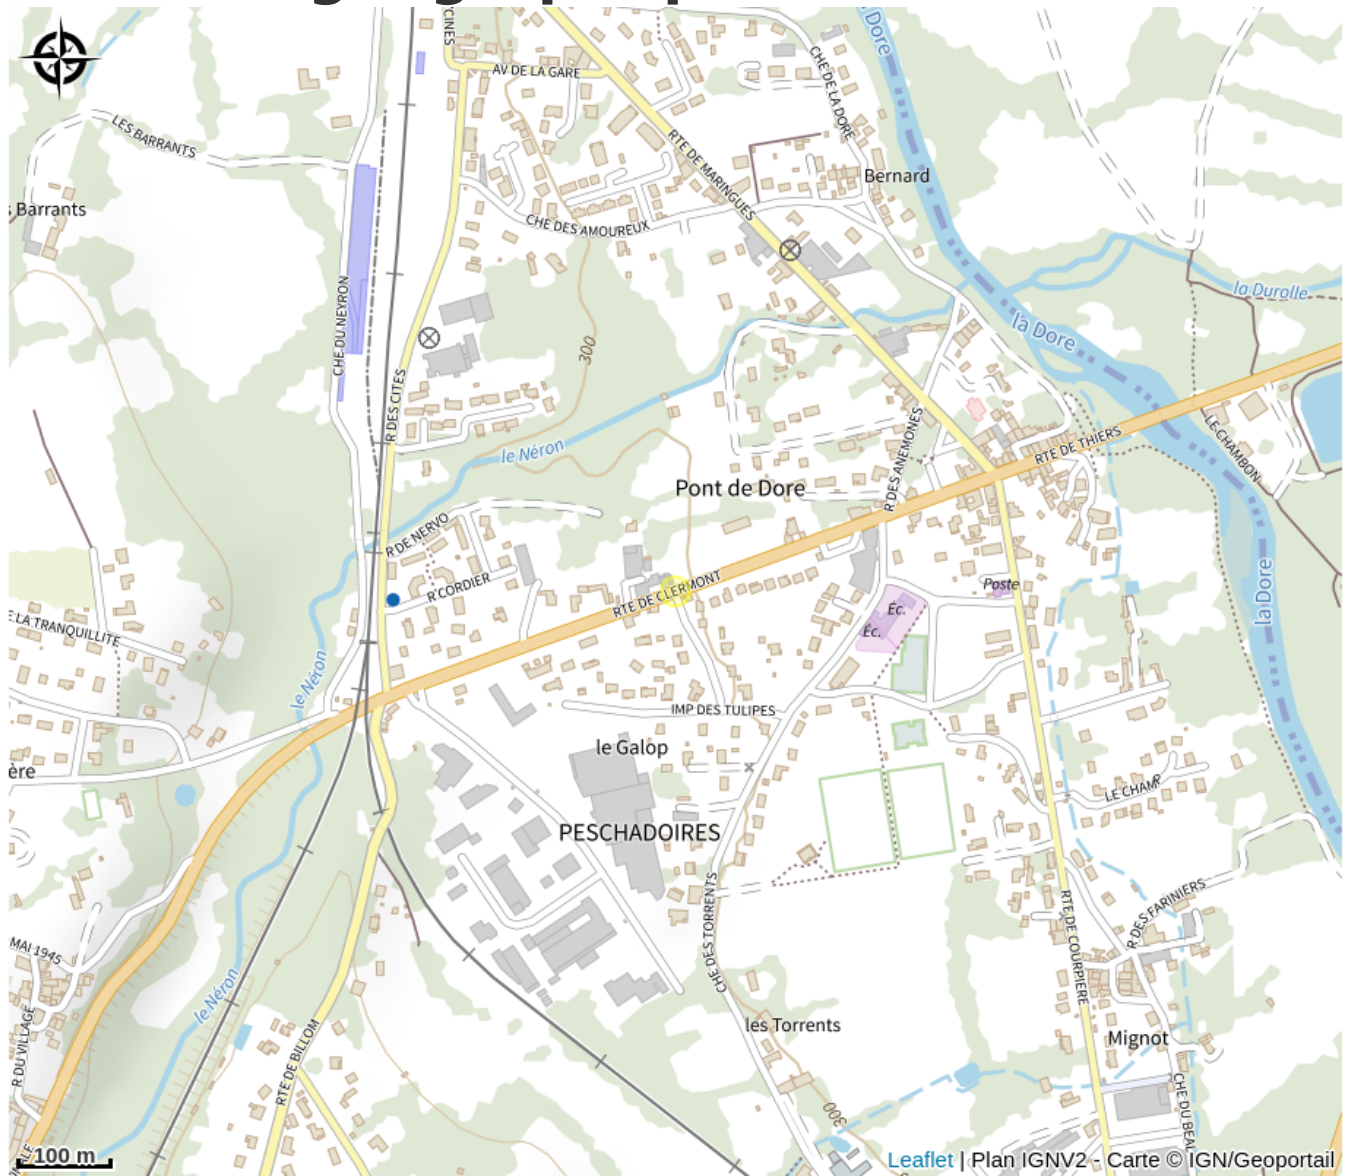 la Dore
CINES
AV DE LA GARE
CHE DE LA DORE
LES BARRANTS
RTE DE MARINGUES
Bernard
Barrants
CHE DES AMOUREUX
la Durolle
CHE DU NEYRON
la Dore
300
R DES CITES
LE CHAMBON
RTE DE THIERS
le Néron
R DES ANEMONES
Pont de Dore
R DE NERVO
R CORDIER
RTE DE CLERMONT
Poste
Éc.
Éc.
la Dore
E LA TRANQUILLITE
le Néron
IMP DES TULIPES
le Galop
ère
LE CHAMP
PESCHADOIRES
CHE DES TORRENTS
RTE DE COURPIERE
R DES FARINIERS
MAI 1945
le Néron
R DU VILLAGE
les Torrents
Mignot
RTE DE BILLOM
300
CHE DU BEAL
100 m
Leaflet | Plan IGNV2 - Carte © IGN/Geoportail